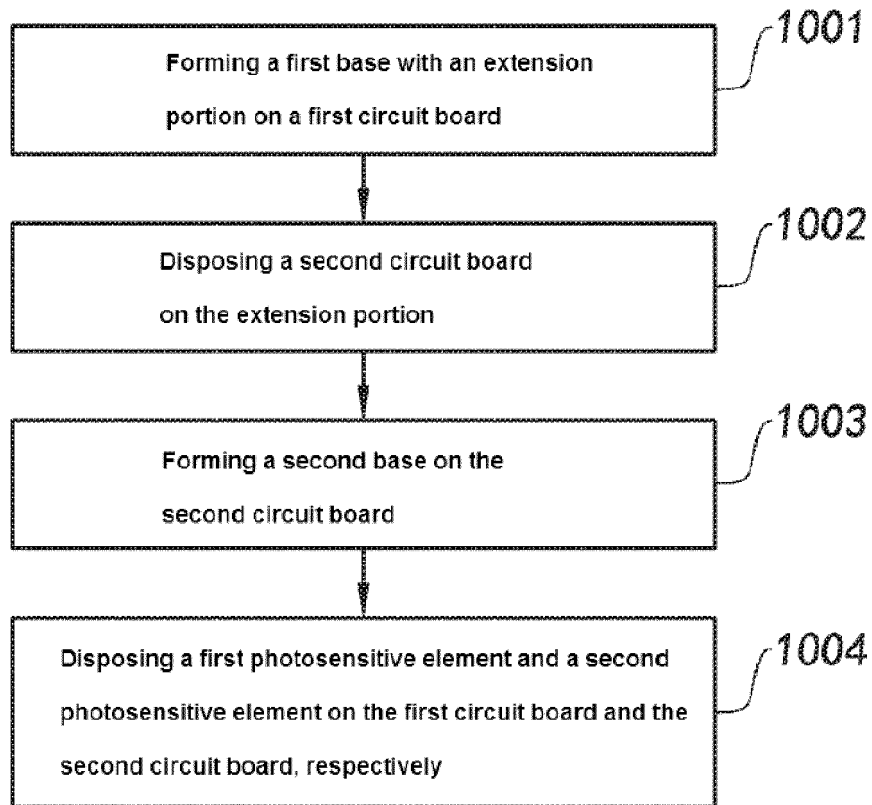 1001
Forming a first base with an extension
portion on a first circuit board
1002
Disposing a second circuit board
on the extension portion
1003
Forming a second base on the
second circuit board
1004
Disposing a first photosensitive element and a second
photosensitive element on the first circuit board and the
second circuit board, respectively